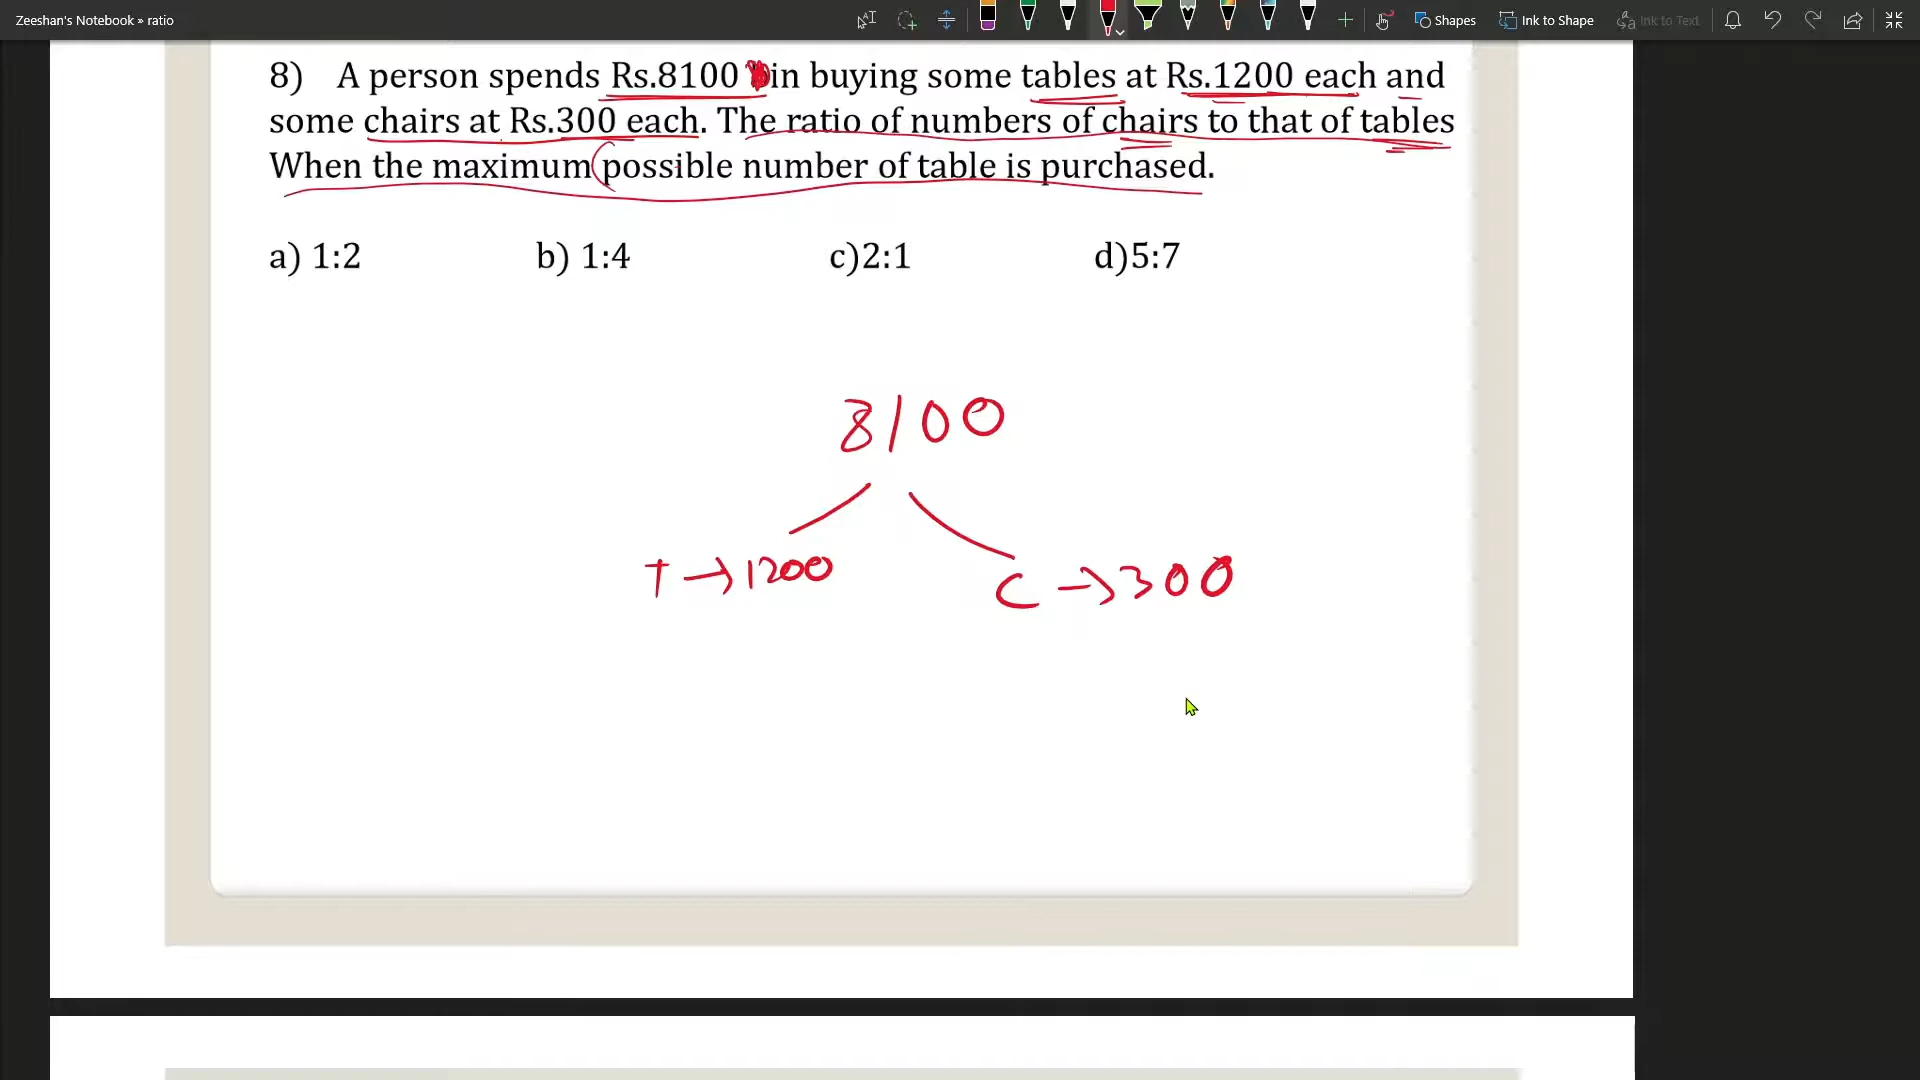 Zeeshan's Notebook » ratio
Shapes Ink to Shape Ink to Text
8) A person spends Rs.8100 in buying some tables at Rs.1200 each and
some chairs at Rs.300 each. The ratio of numbers of chairs to that of tables
When the maximum possible number of table is purchased.
a) 1:2 b) 1:4 c)2:1 d)5:7
8100
T → 1200 C → 300